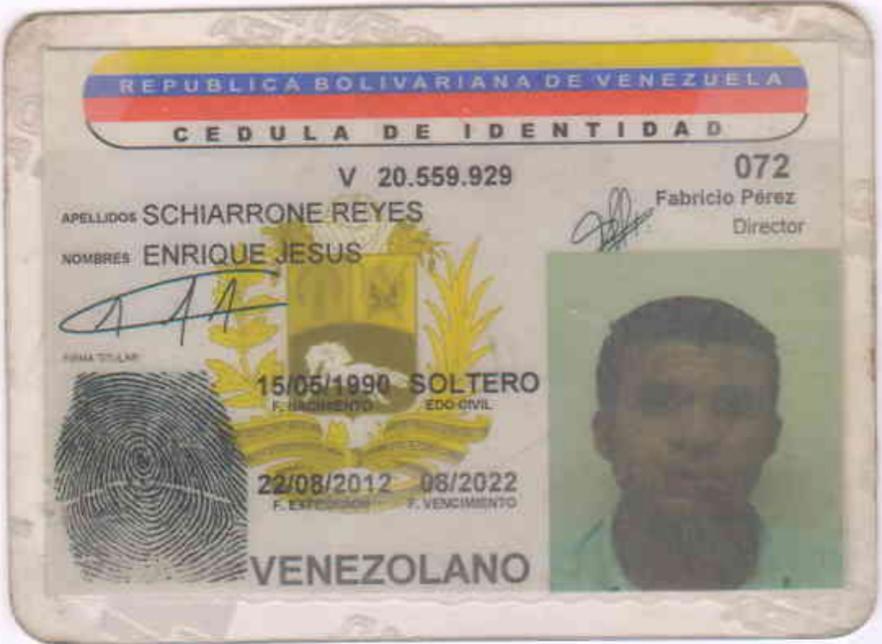 REPUBLICA BOLIVARIANA DE VENEZUELA
CEDULA DE IDENTIDAD
V 20.559.929
072
Fabricio Pérez
Director
APELLIDOS SCHIARRONE REYES
NOMBRES ENRIQUE JESUS
FIRMA TITULAR
15/05/1990 SOLTERO
F. NACIMIENTO EDO-CIVIL
22/08/2012 08/2022
F. EXPEDICION F. VENCIMIENTO
VENEZOLANO